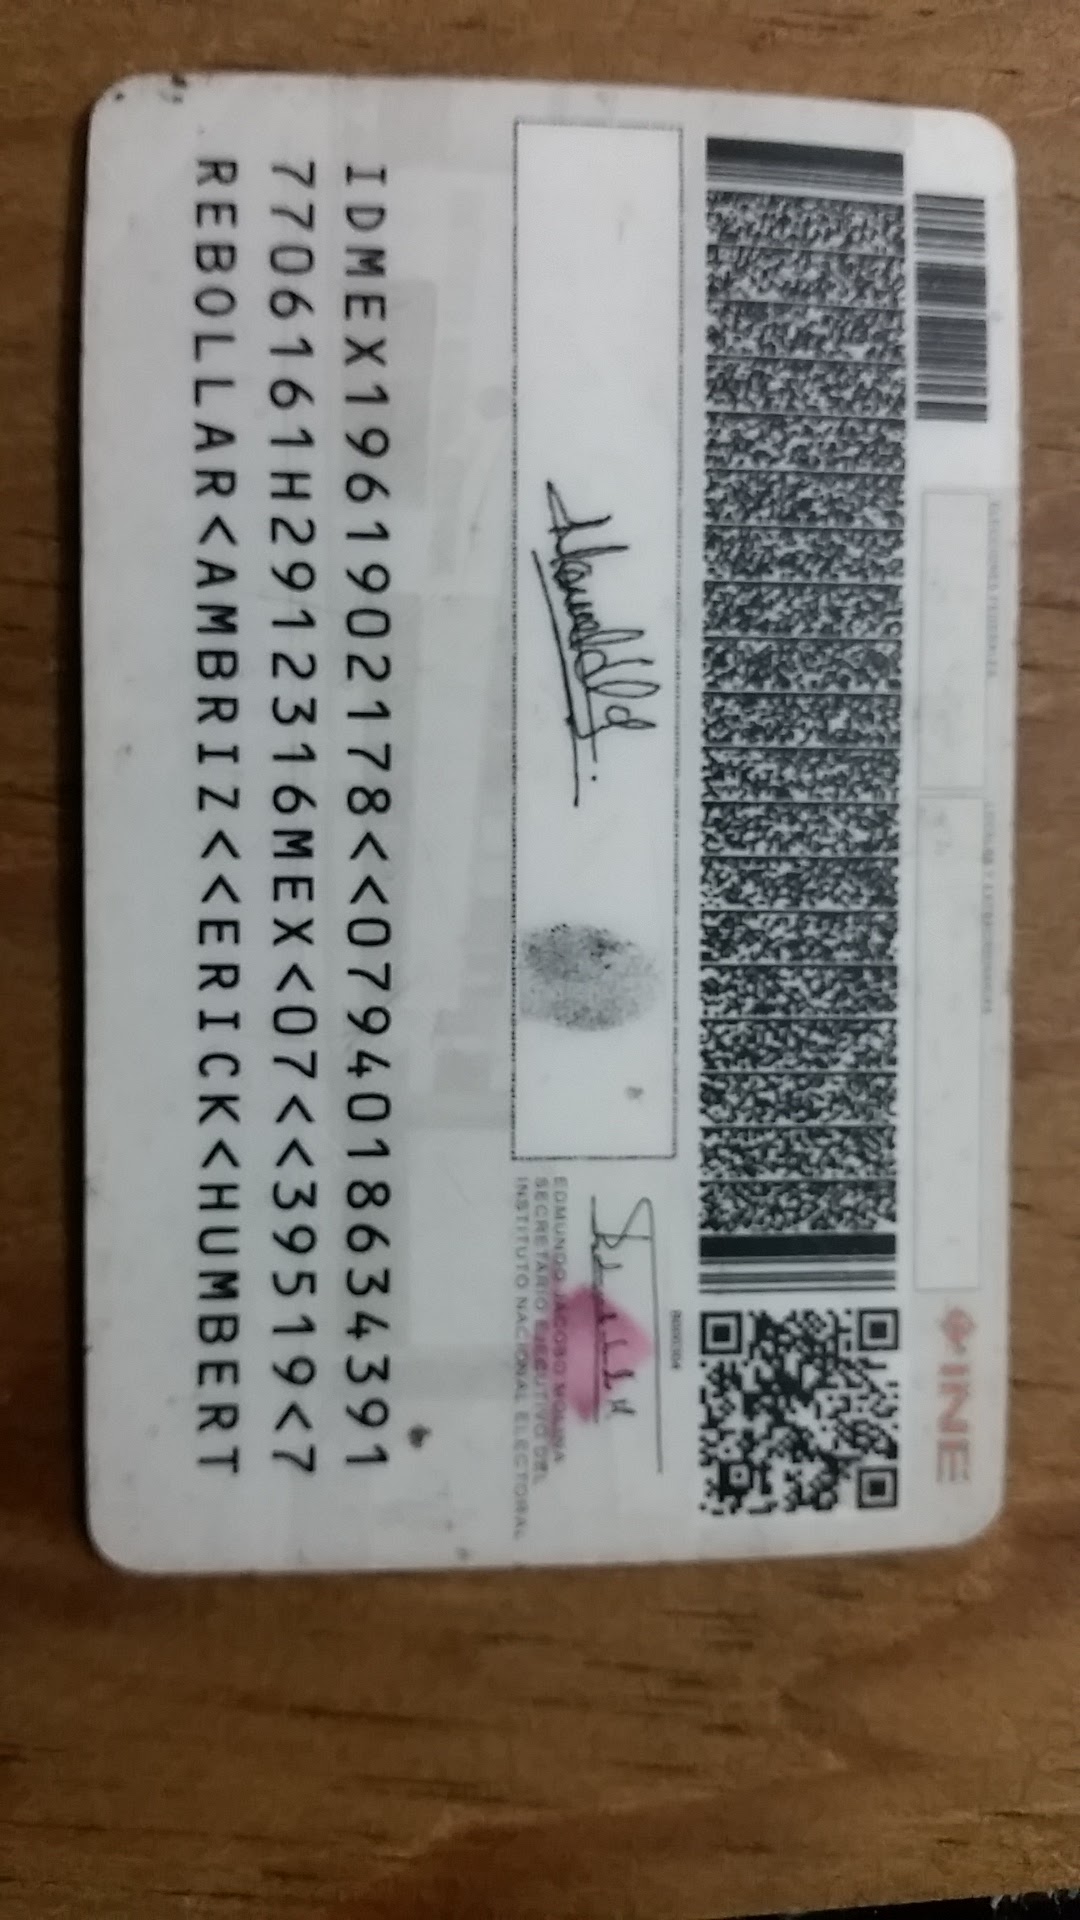 INE
EDMUNDO JACOBO MOLINA
SECRETARIO EJECUTIVO DEL
INSTITUTO NACIONAL ELECTORAL
IDMEX1961902178<<0794018634391
7706161H2912316MEX<07<<39519<7
REBOLLAR<AMBRIZ<<ERICK<HUMBERT